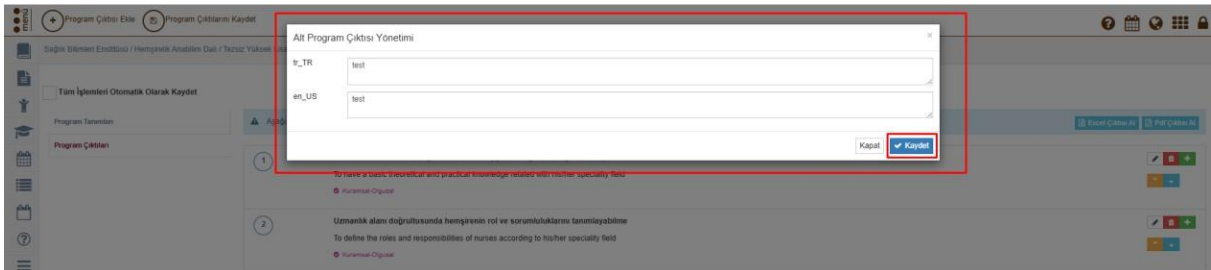 menü
Program Çıktısı Ekle
Program Çıktılarını Kaydet
Sağlık Bilimleri Enstitüsü / Hemşirelik Anabilim Dalı / Tezsiz Yüksek
Alt Program Çıktısı Yönetimi
×
tr_TR
test
en_US
test
Kapat
Kaydet
Tüm İşlemleri Otomatik Olarak Kaydet
Program Tanımları
Program Çıktıları
Excel Çıktısı Al
Pdf Çıktısı Al
1
To have a basic theoretical and practical knowledge related with his/her speciality field
Kuramsal-Olgusal
2
Uzmanlık alanı doğrultusunda hemşirenin rol ve sorumluluklarını tanımlayabilme
To define the roles and responsibilities of nurses according to his/her speciality field
Kuramsal-Olgusal